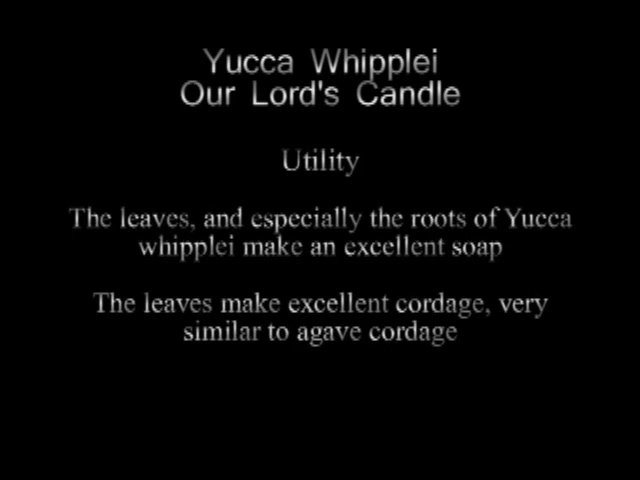 Yucca Whipplei
Our Lord's Candle
Utility
The leaves, and especially the roots of Yucca
whipplei make an excellent soap
The leaves make excellent cordage, very
similar to agave cordage